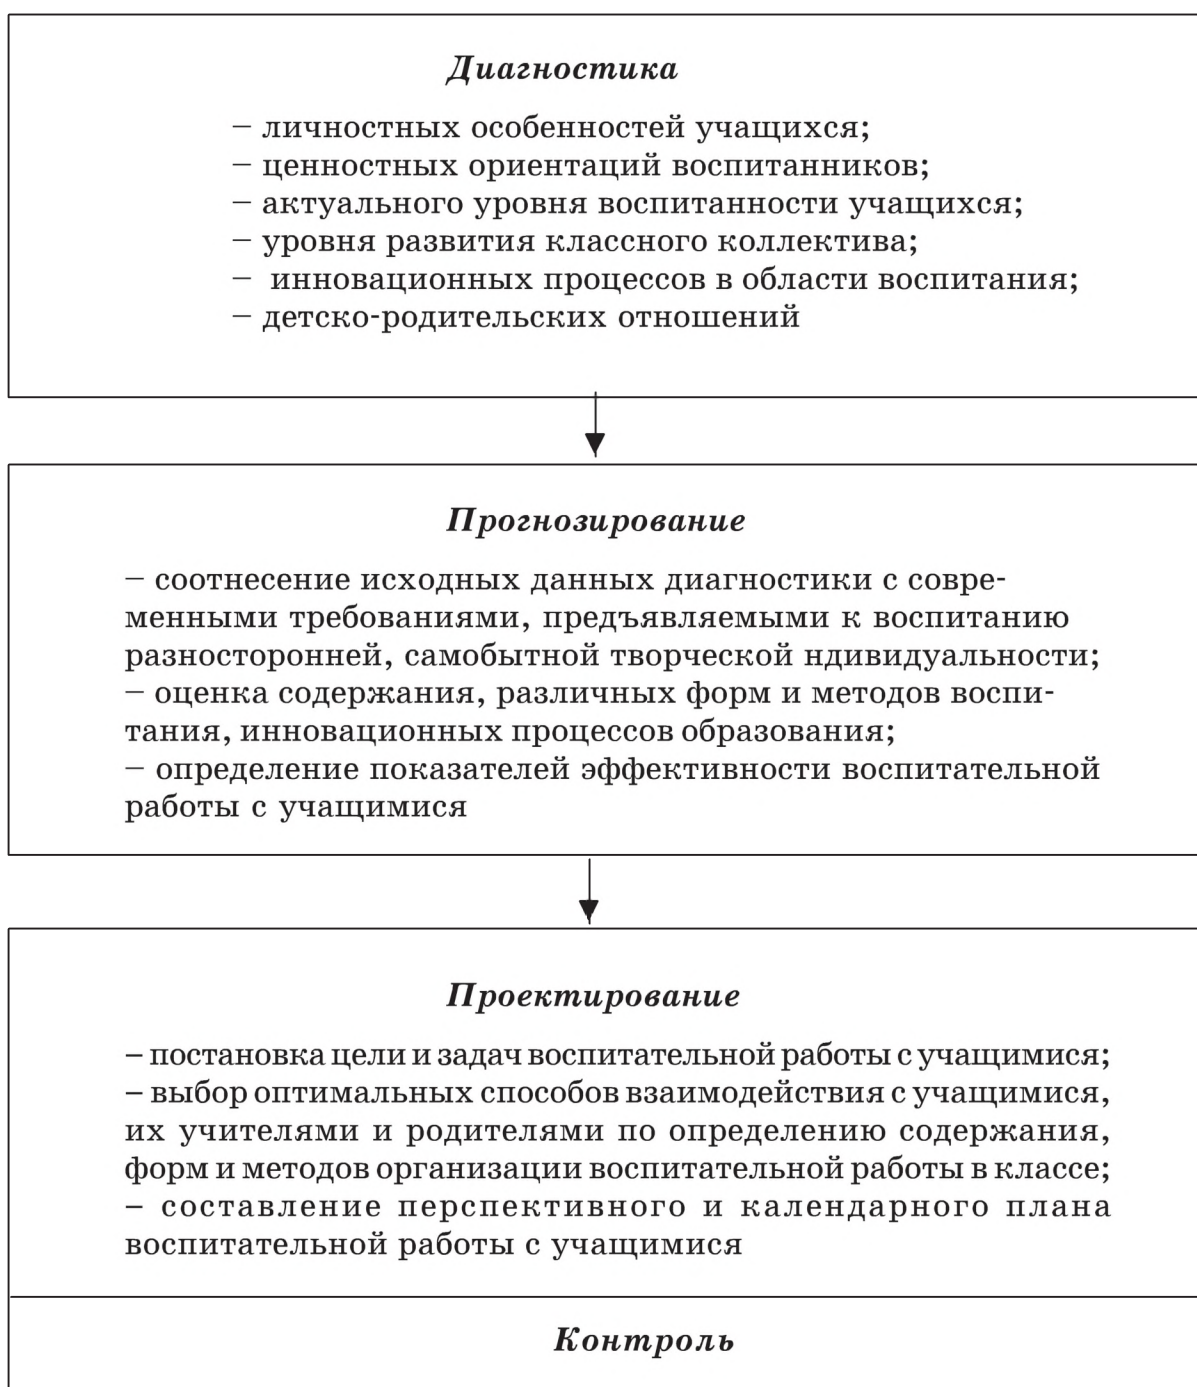 Диагностика
– личностных особенностей учащихся;
– ценностных ориентаций воспитанников;
– актуального уровня воспитанности учащихся;
– уровня развития классного коллектива;
– инновационных процессов в области воспитания;
– детско-родительских отношений
Прогнозирование
– соотнесение исходных данных диагностики с совре-
менными требованиями, предъявляемыми к воспитанию
разносторонней, самобытной творческой ндивидуальности;
– оценка содержания, различных форм и методов воспи-
тания, инновационных процессов образования;
– определение показателей эффективности воспитательной
работы с учащимися
Проектирование
– постановка цели и задач воспитательной работы с учащимися;
– выбор оптимальных способов взаимодействия с учащимися,
их учителями и родителями по определению содержания,
форм и методов организации воспитательной работы в классе;
– составление перспективного и календарного плана
воспитательной работы с учащимися
Контроль